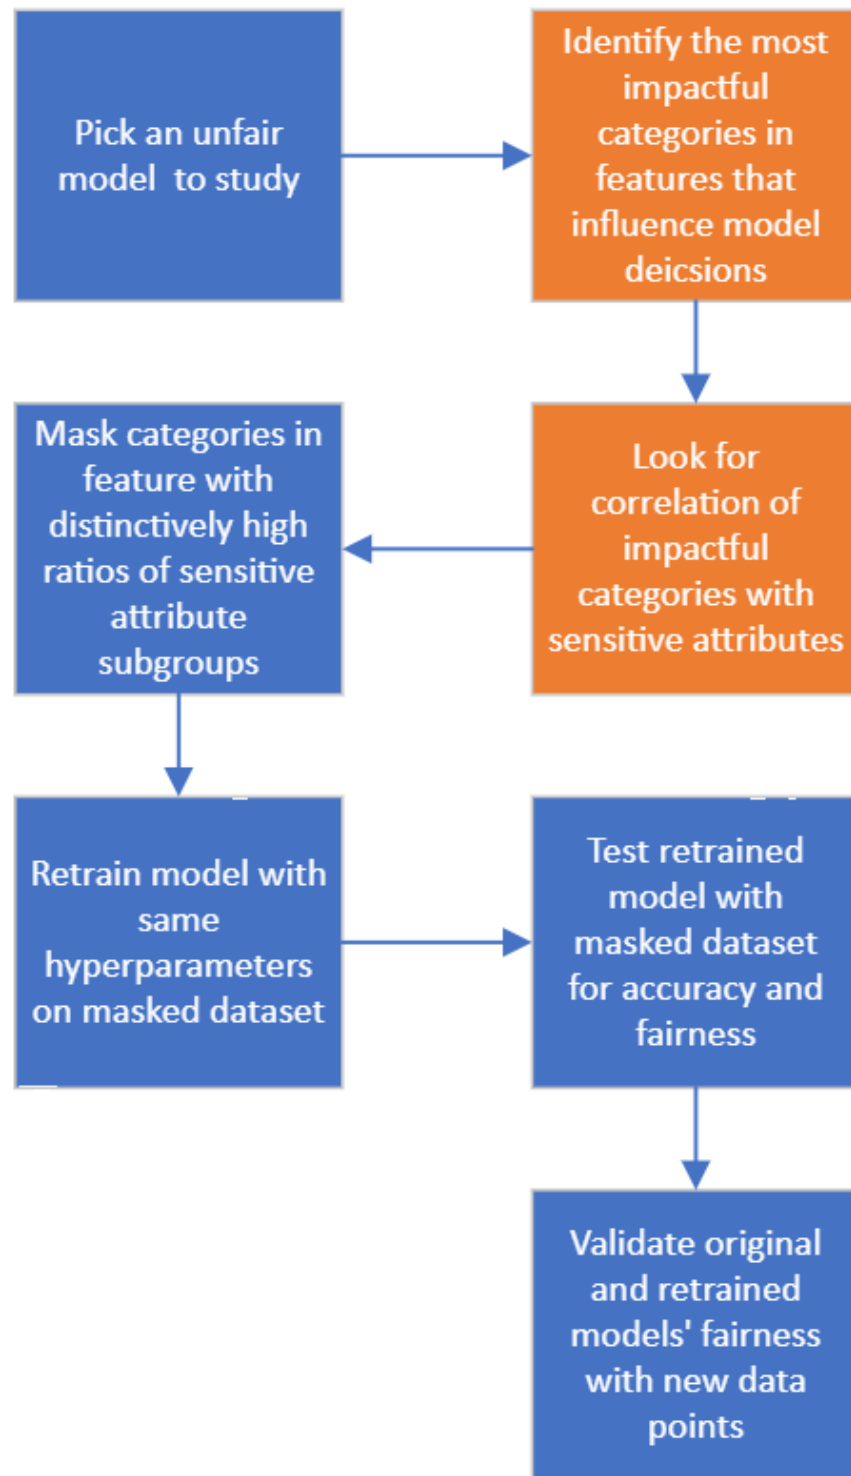 Pick an unfair
model  to study
Identify the most
impactful
categories in
features that
influence model
deicsions
Look for
correlation of
impactful
categories with
sensitive attributes
Mask categories in
feature with
distinctively high
ratios of sensitive
attribute
subgroups
Retrain model with
same
hyperparameters
on masked dataset
Test retrained
model with
masked dataset
for accuracy and
fairness
Validate original
and retrained
models' fairness
with new data
points